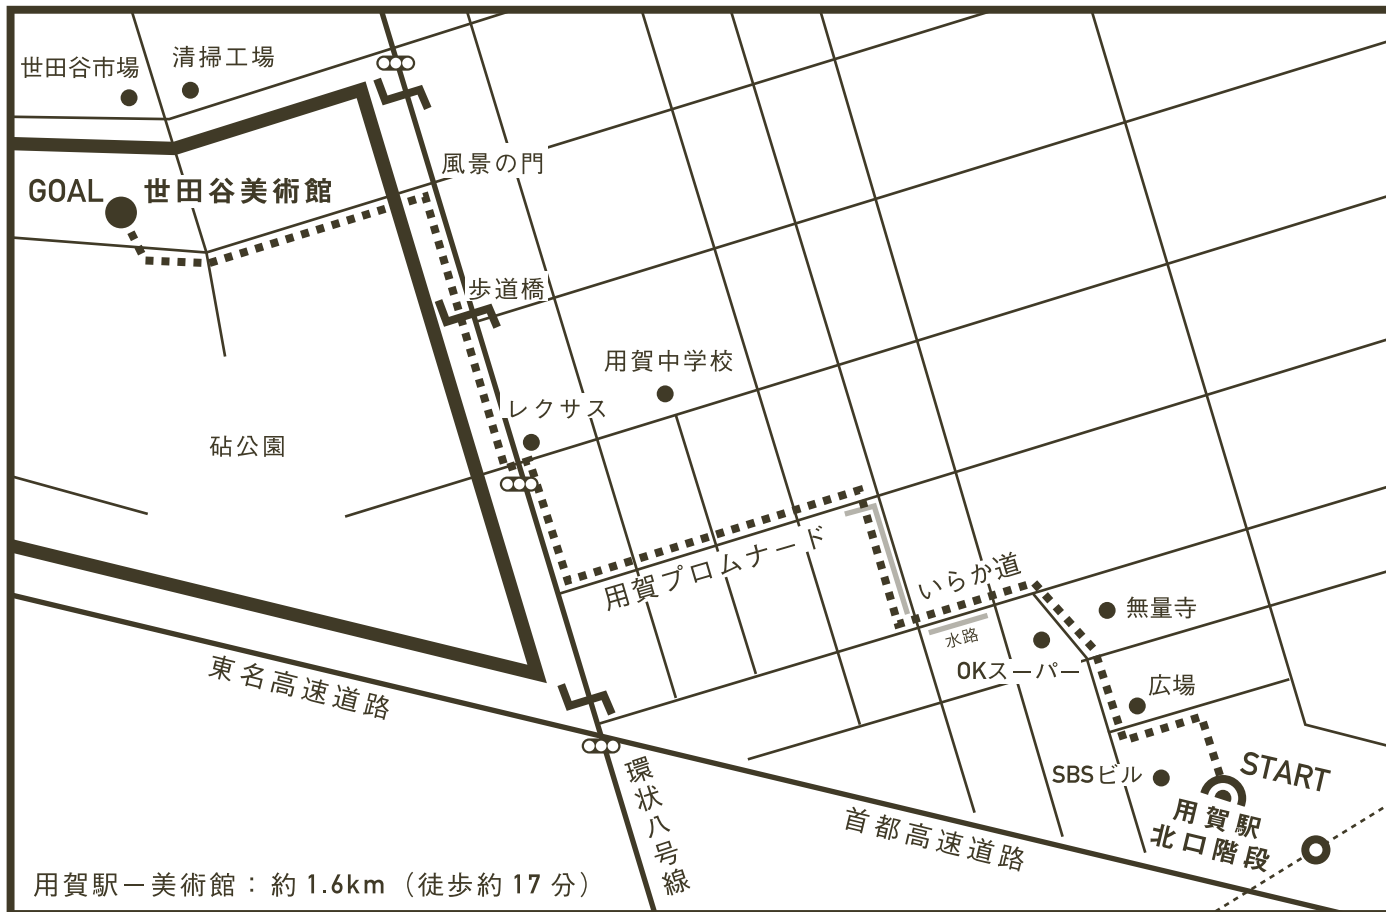 世田谷市場
清掃工場
風景の門
GOAL 世田谷美術館
歩道橋
用賀中学校
レクサス
砧公園
用賀プロムナード
いらか道
水路
無量寺
OKスーパー
広場
SBSビル
START
用賀駅
北口階段
東名高速道路
環状八号線
首都高速道路
用賀駅－美術館：約1.6km（徒歩約17分）